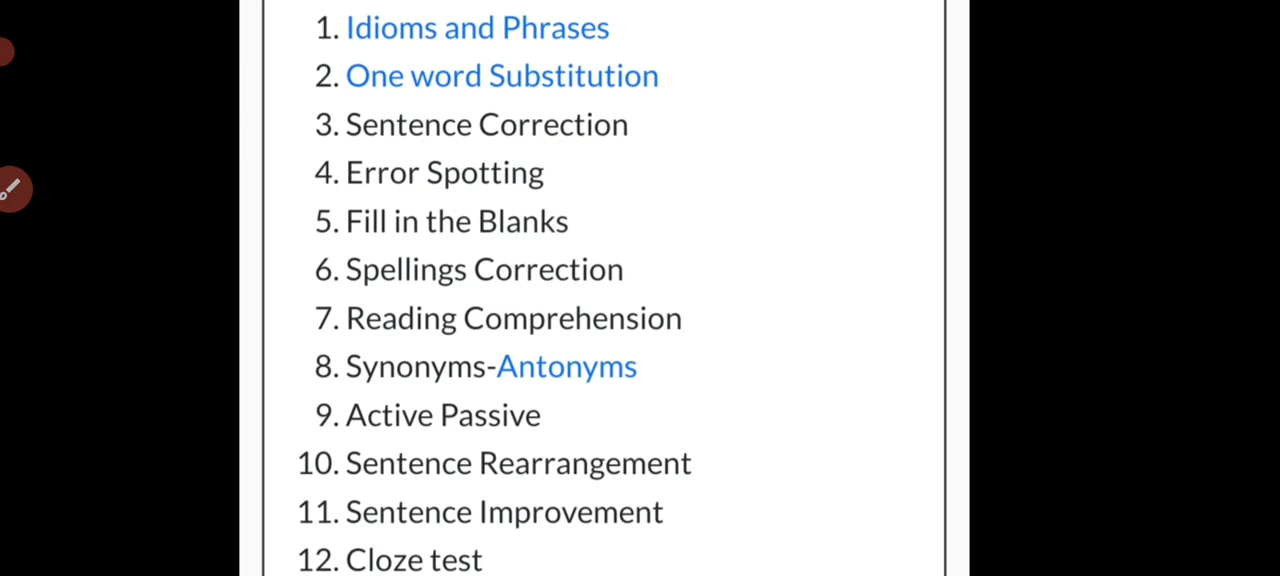 1. Idioms and Phrases
2. One word Substitution
3. Sentence Correction
4. Error Spotting
5. Fill in the Blanks
6. Spellings Correction
7. Reading Comprehension
8. Synonyms-Antonyms
9. Active Passive
10. Sentence Rearrangement
11. Sentence Improvement
12. Cloze test